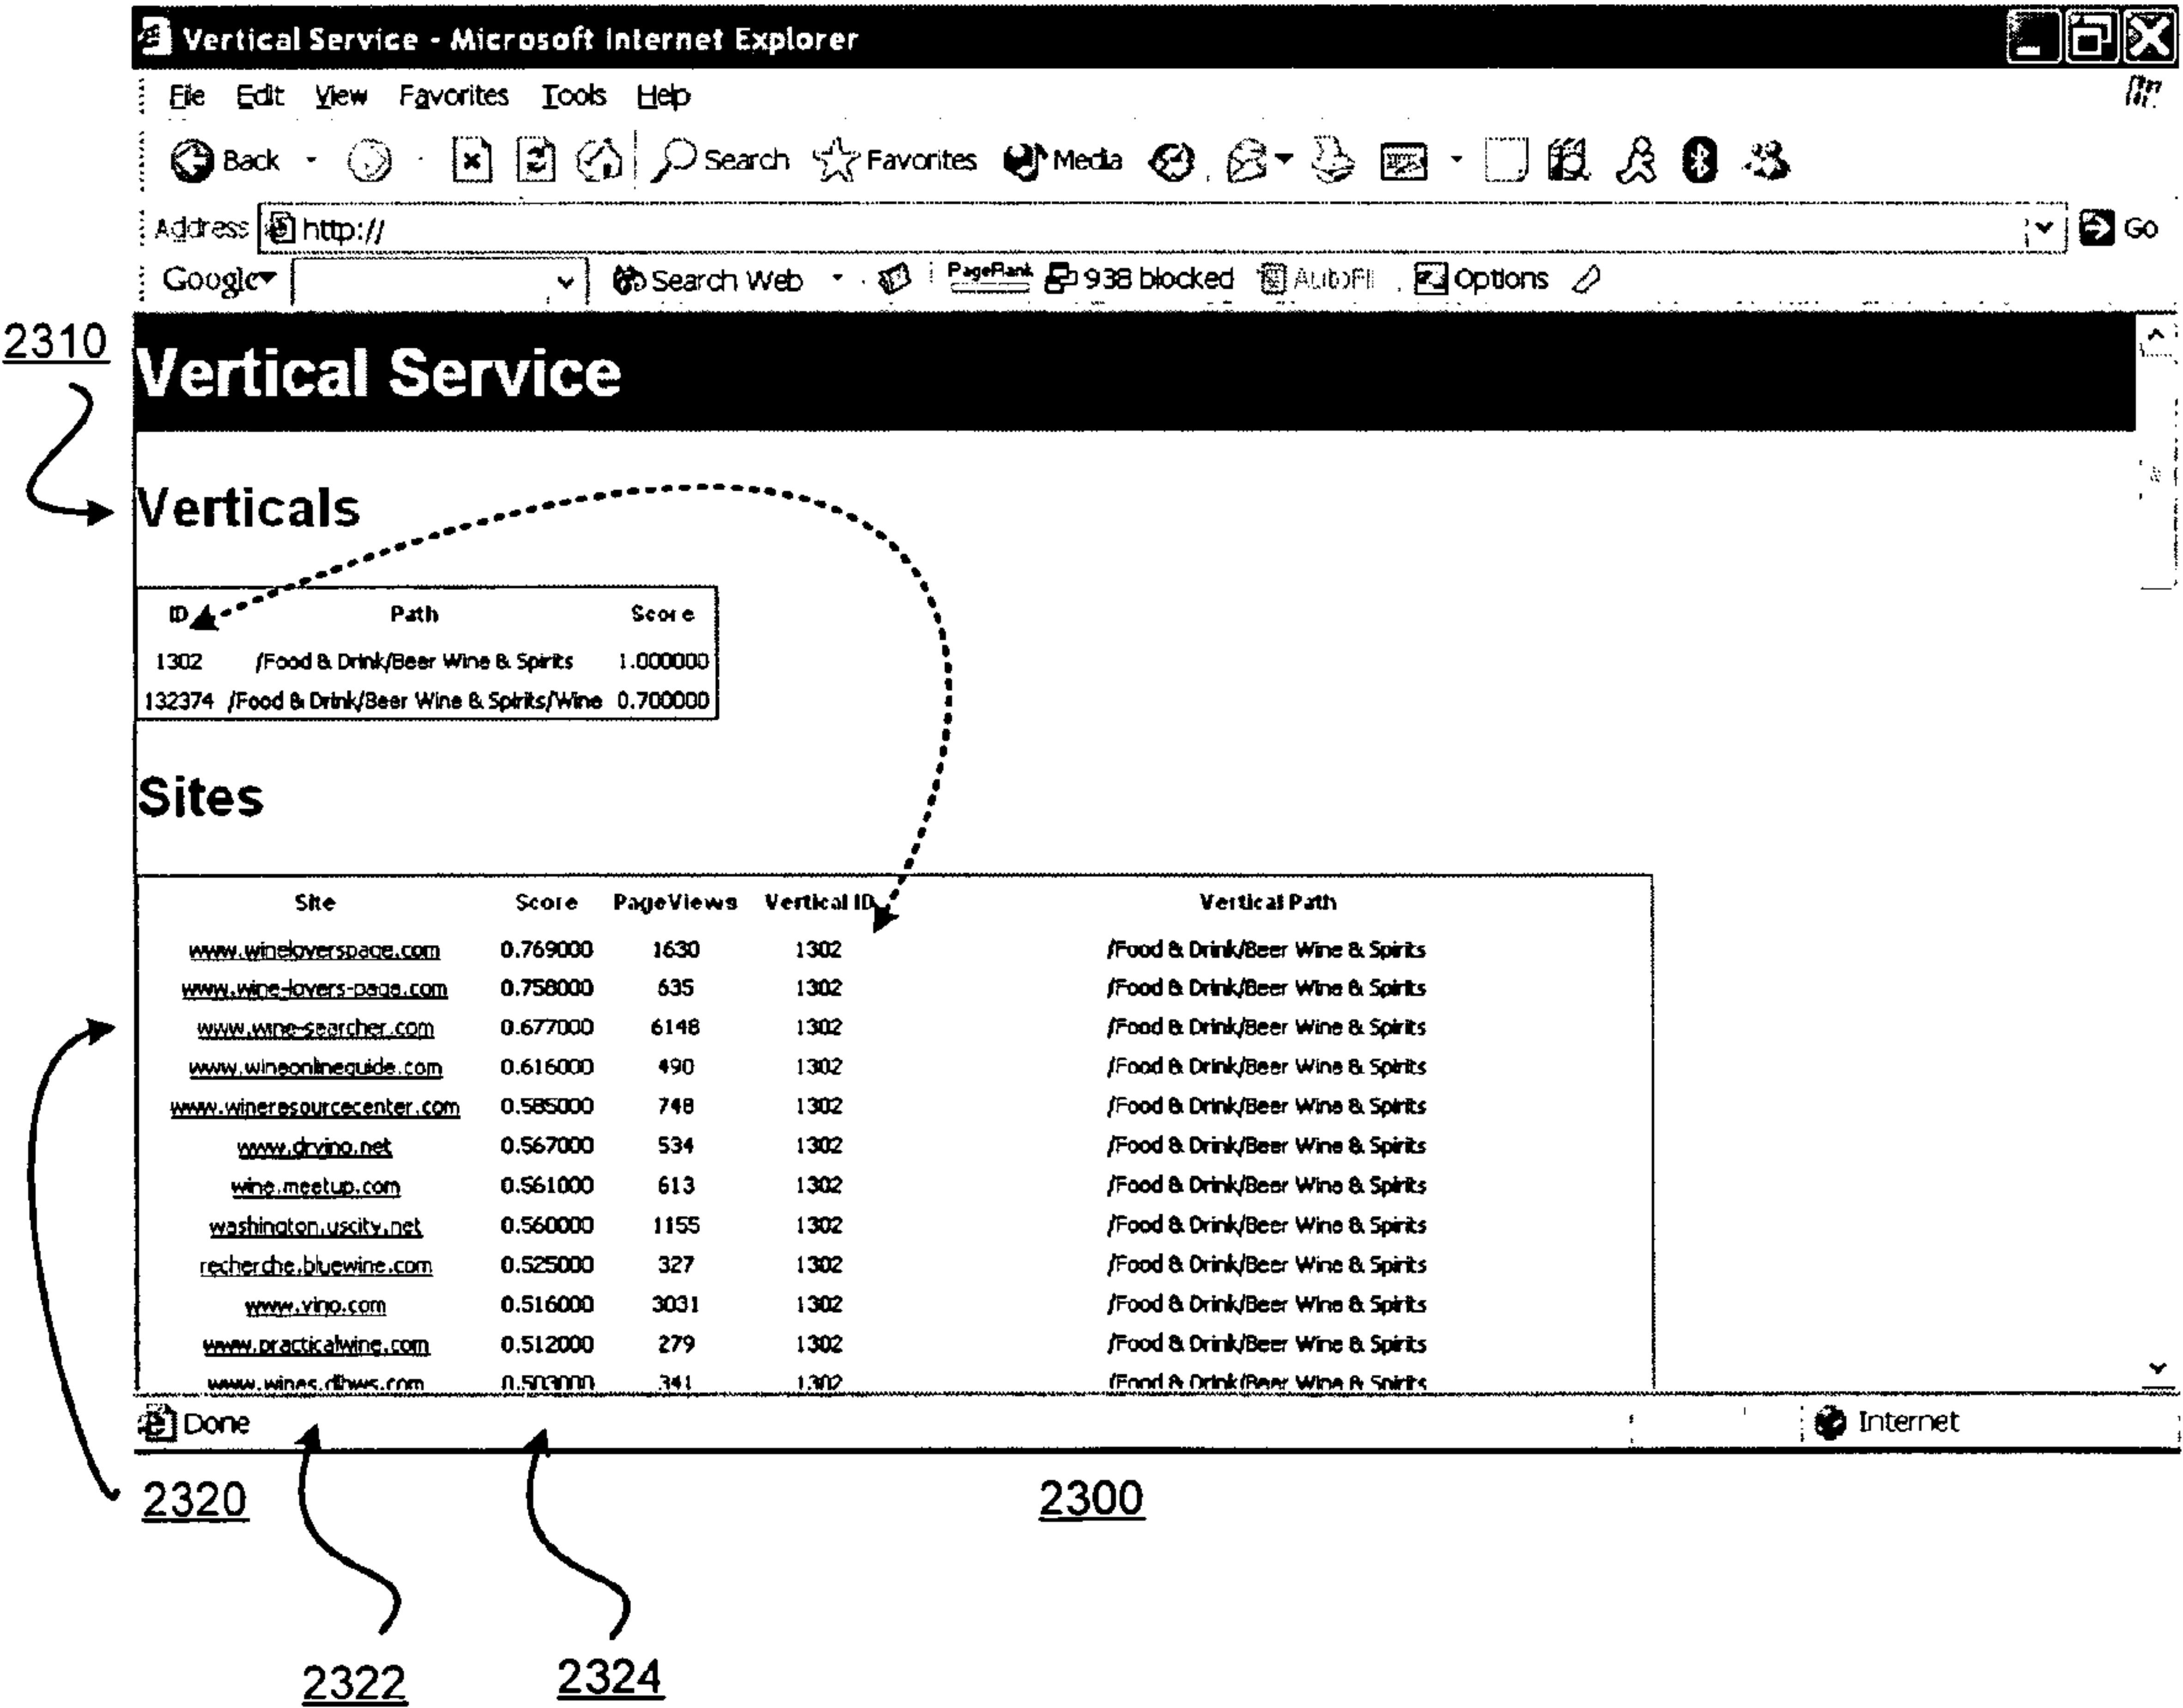 Vertical Service - Microsoft Internet Explorer
File Edit View Favorites Tools Help
Back Search Favorites Media
Address http:// Go
Google Search Web PageRank 938 blocked AutoFill Options
2310
Vertical Service
Verticals
ID Path Score
1302 /Food & Drink/Beer Wine & Spirits 1.000000
132374 /Food & Drink/Beer Wine & Spirits/Wine 0.700000
Sites
Site Score PageViews Vertical ID Vertical Path
www.wineloverspage.com 0.769000 1630 1302 /Food & Drink/Beer Wine & Spirits
www.wine-lovers-page.com 0.758000 635 1302 /Food & Drink/Beer Wine & Spirits
www.wine-searcher.com 0.677000 6148 1302 /Food & Drink/Beer Wine & Spirits
www.wineonlineguide.com 0.616000 490 1302 /Food & Drink/Beer Wine & Spirits
www.wineresourcecenter.com 0.585000 748 1302 /Food & Drink/Beer Wine & Spirits
www.drvino.net 0.567000 534 1302 /Food & Drink/Beer Wine & Spirits
wine.meetup.com 0.561000 613 1302 /Food & Drink/Beer Wine & Spirits
washington.uscity.net 0.560000 1155 1302 /Food & Drink/Beer Wine & Spirits
recherche.bluewine.com 0.525000 327 1302 /Food & Drink/Beer Wine & Spirits
www.vino.com 0.516000 3031 1302 /Food & Drink/Beer Wine & Spirits
www.practicalwine.com 0.512000 279 1302 /Food & Drink/Beer Wine & Spirits
0.503000 341 1302 /Food & Drink/Beer Wine & Spirits
Done Internet
2320 2300
2322 2324